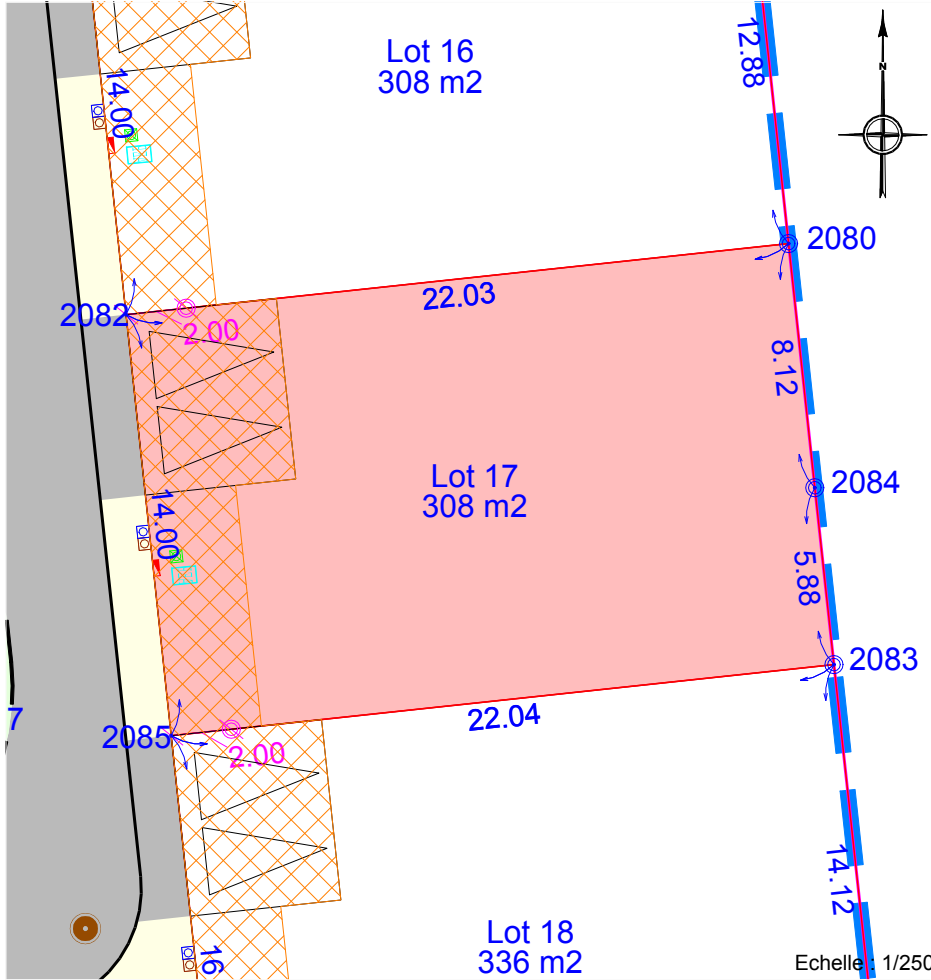 Lot 16
308 m2
12.88
N
14.00
2080
2082
22.03
2.00
8.12
Lot 17
308 m2
2084
14.00
5.88
2083
7
22.04
2085
2.00
14.12
Lot 18
336 m2
16
Echelle : 1/250